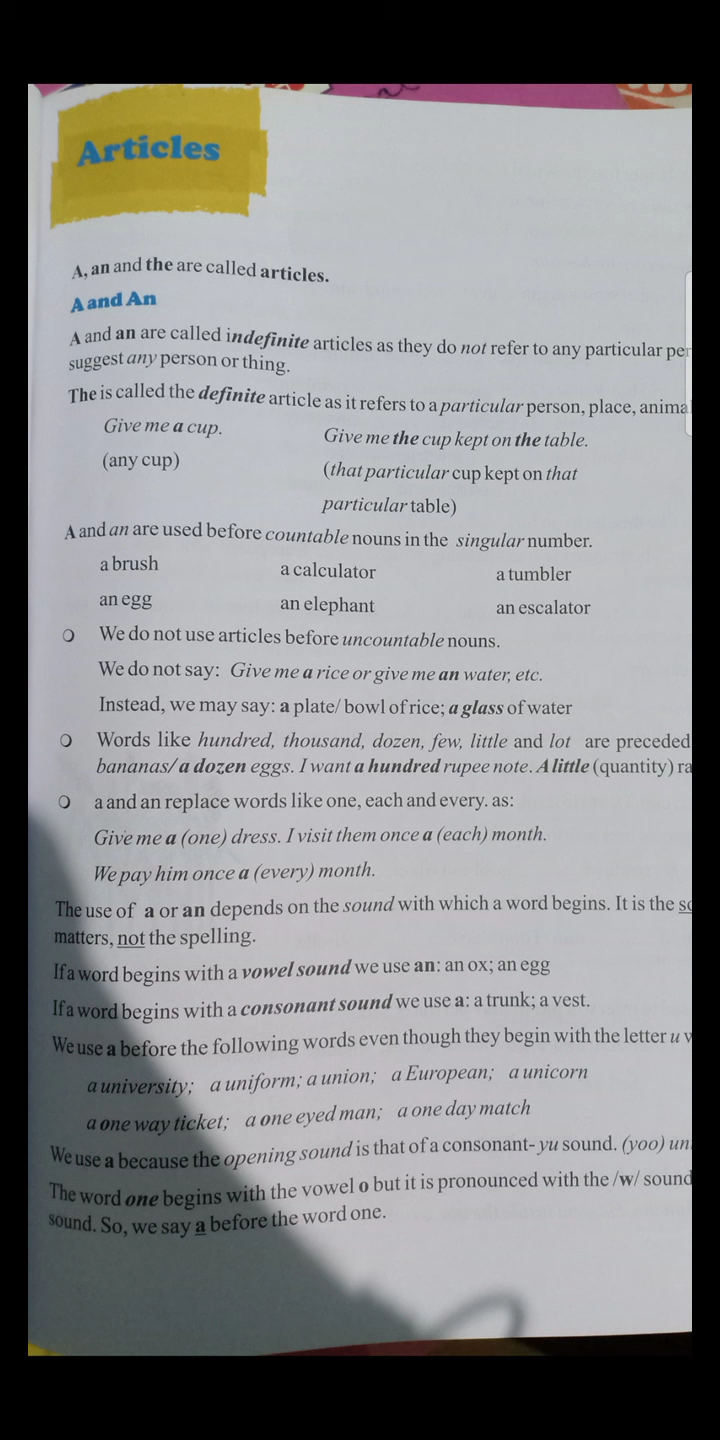 Articles
A, an and the are called articles.
A and An
A and an are called indefinite articles as they do not refer to any particular
suggest any person or thing.
The is called the definite article as it refers to a particular person, place,
Give me a cup. Give me the cup kept on the table.
(any cup) (that particular cup kept on that
particular table)
A and an are used before countable nouns in the singular number.
a brush a calculator a tumbler
an egg an elephant an escalator
We do not use articles before uncountable nouns.
We do not say: Give me a rice or give me an water, etc.
Instead, we may say: a plate/ bowl of rice; a glass of water
Words like hundred, thousand, dozen, few, little and lot are preceded
bananas/ a dozen eggs. I want a hundred rupee note. A little (quantity)
a and an replace words like one, each and every. as:
Give me a (one) dress. I visit them once a (each) month.
We pay him once a (every) month.
The use of a or an depends on the sound with which a word begins. It is the
matters, not the spelling.
If a word begins with a vowel sound we use an: an ox; an egg
If a word begins with a consonant sound we use a: a trunk; a vest.
We use a before the following words even though they begin with the letter u
a university; a uniform; a union; a European; a unicorn
a one way ticket; a one eyed man; a one day match
We use a because the opening sound is that of a consonant- yu sound. (yoo)
The word one begins with the vowel o but it is pronounced with the /w/ sound
sound. So, we say a before the word one.